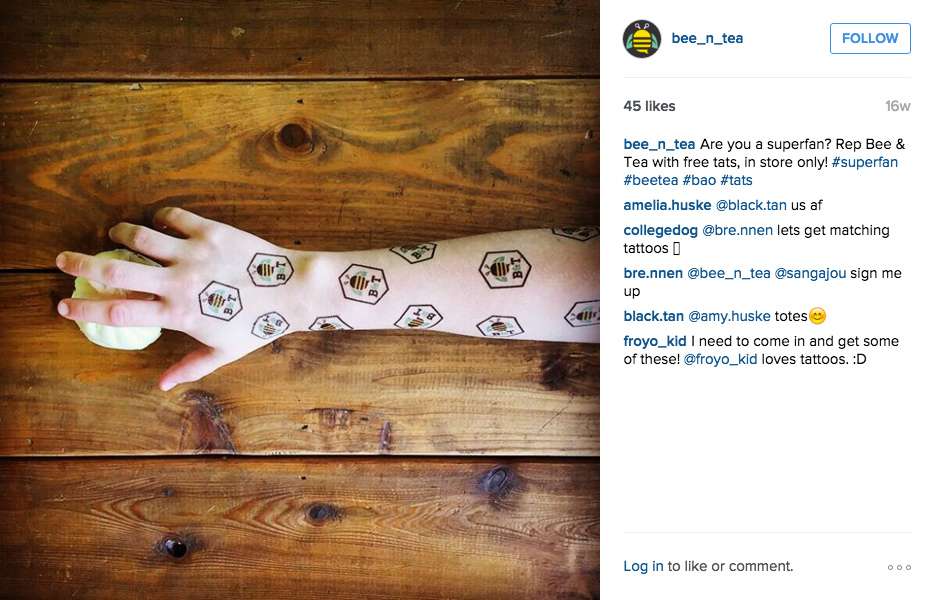 bee_n_tea
FOLLOW
45 likes
16w
bee_n_tea Are you a superfan? Rep Bee &
Tea with free tats, in store only! #superfan
#beetea #bao #tats
amelia.huske @black.tan us af
collegedog @bre.nnen lets get matching
tattoos
bre.nnen @bee_n_tea @sangajou sign me
up
black.tan @amy.huske totes😊
froyo_kid I need to come in and get some
of these! @froyo_kid loves tattoos. :D
Log in to like or comment.
B&T
B&T
B&T
BT